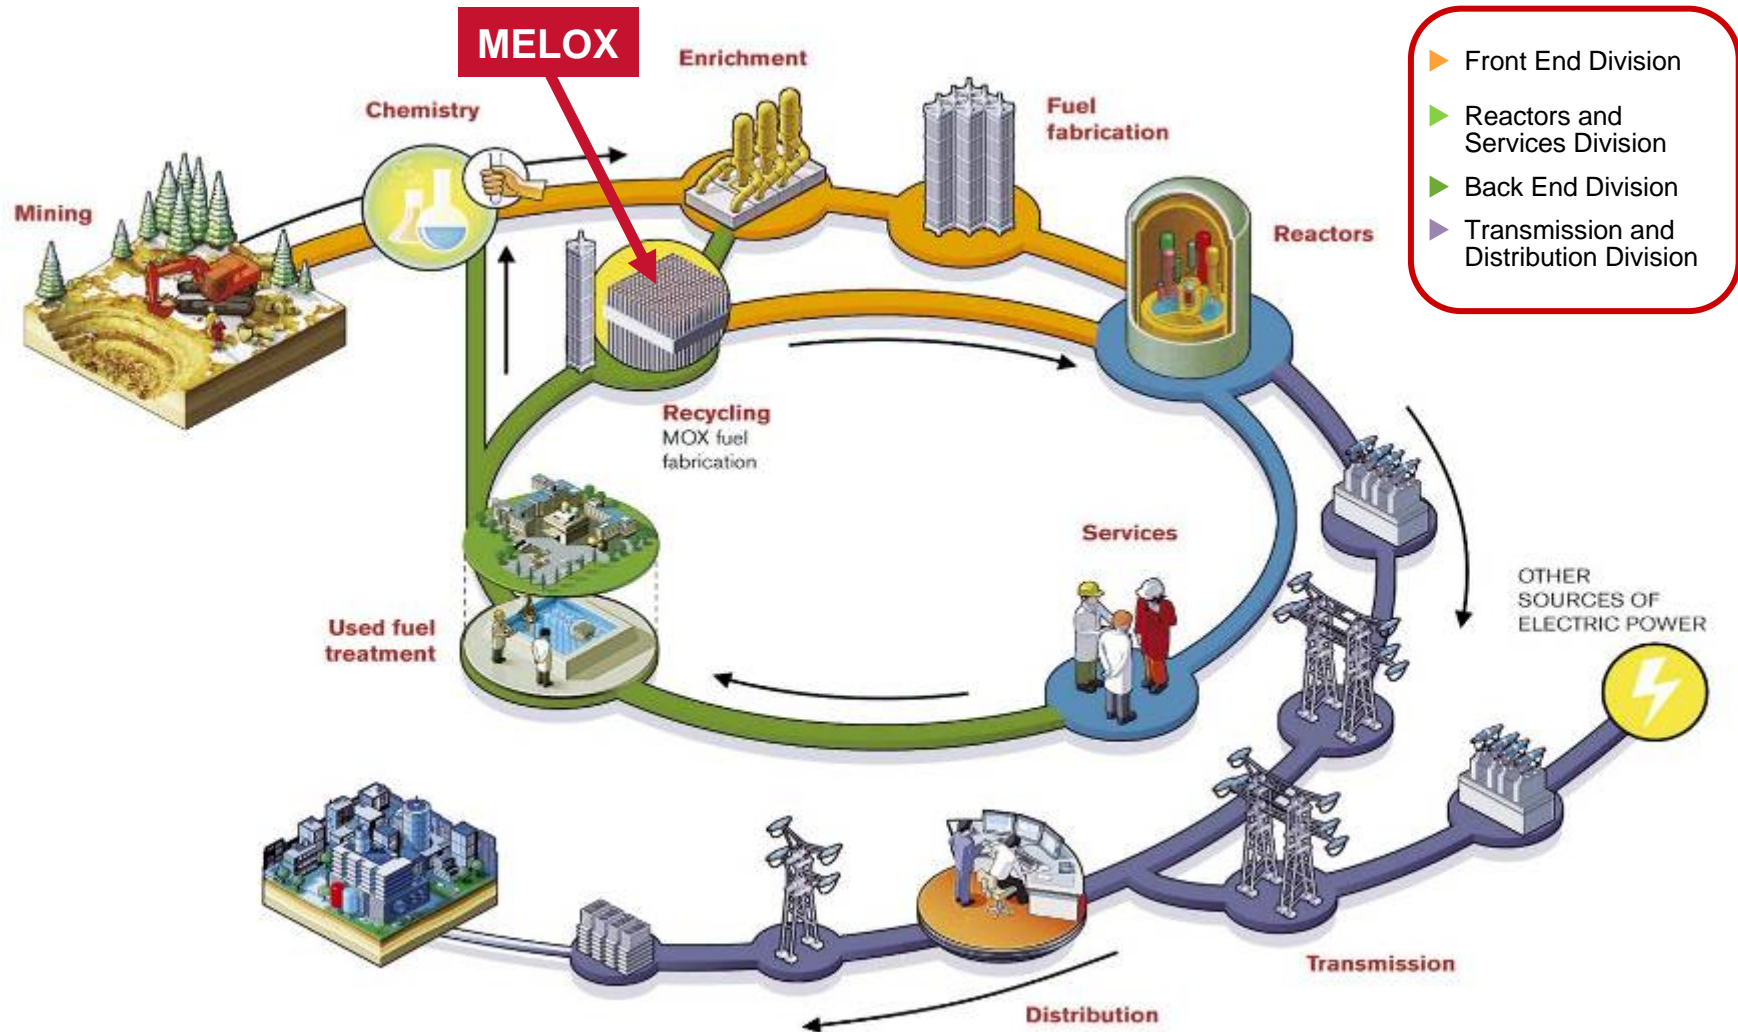 MELOX
Enrichment
Chemistry
Fuel
fabrication
Mining
Reactors
Front End Division
Reactors and
Services Division
Back End Division
Transmission and
Distribution Division
Recycling
MOX fuel
fabrication
Services
Used fuel
treatment
OTHER
SOURCES OF
ELECTRIC POWER
Transmission
Distribution